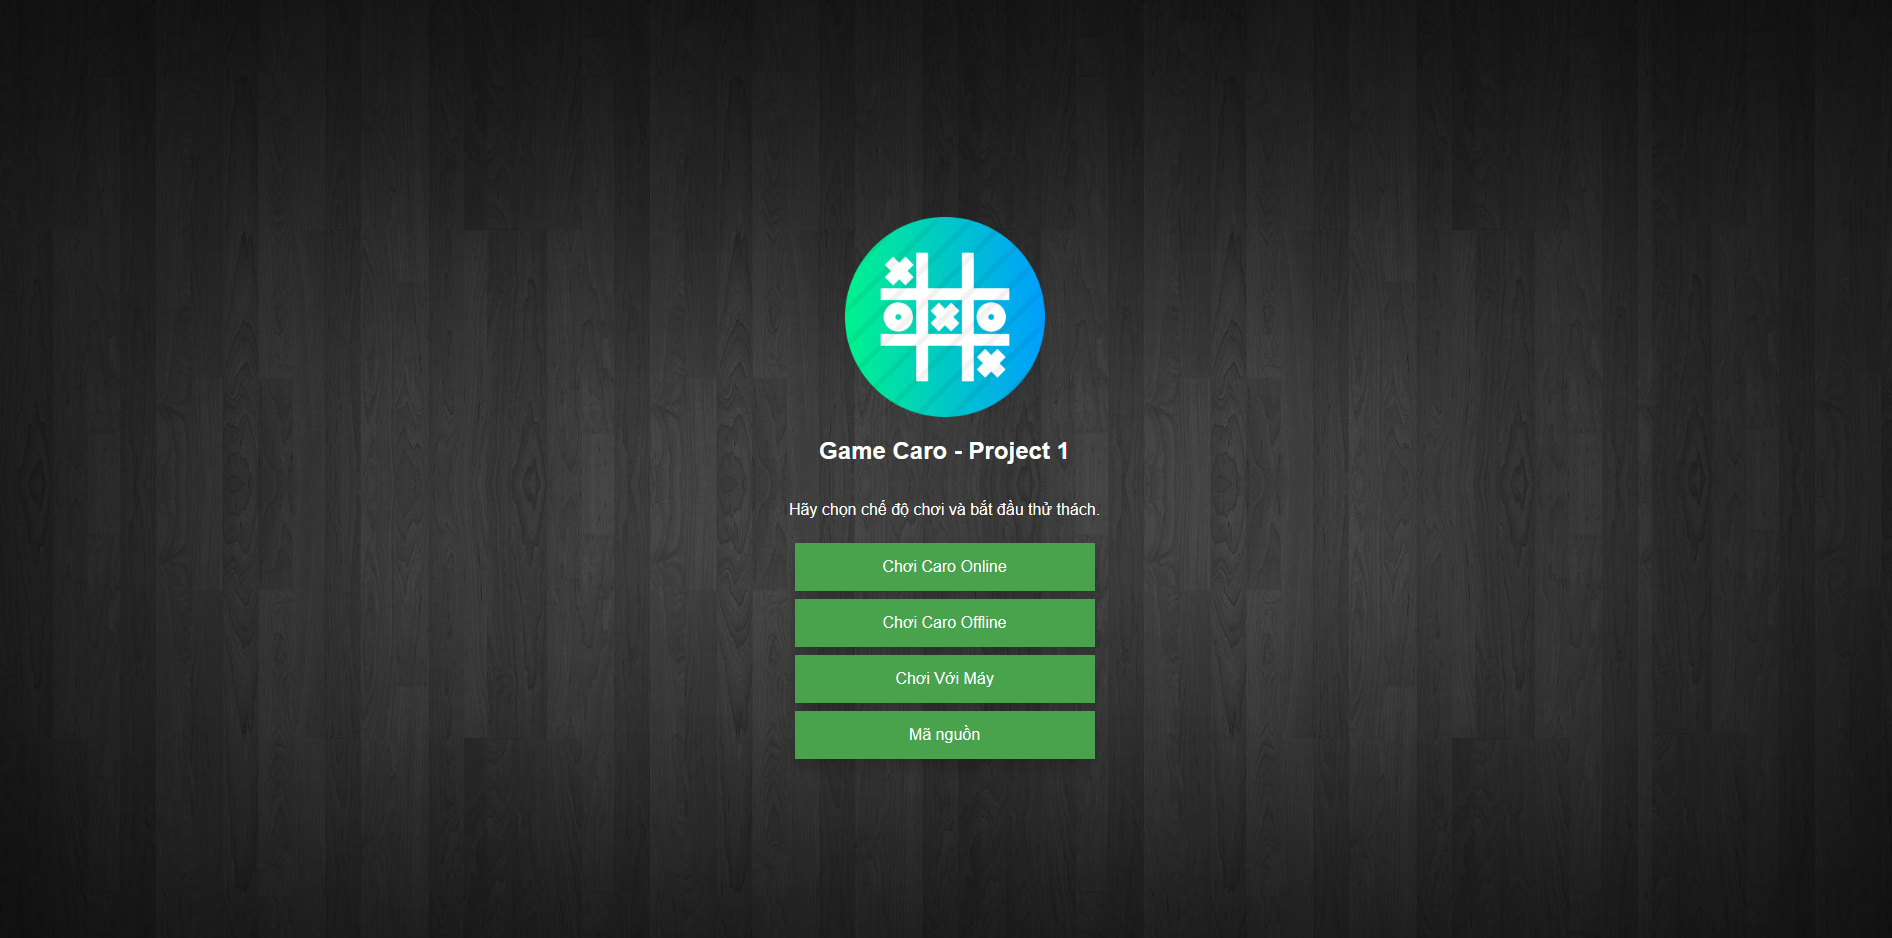 Game Caro - Project 1
Hãy chọn chế độ chơi và bắt đầu thử thách.
Chơi Caro Online
Chơi Caro Offline
Chơi Với Máy
Mã nguồn